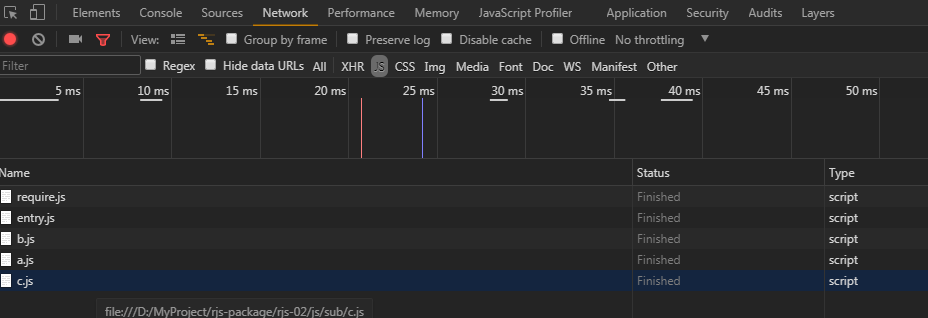 Elements Console Sources Network Performance Memory JavaScript Profiler Application Security Audits Layers
View: Group by frame Preserve log Disable cache Offline No throttling
Filter Regex Hide data URLs All XHR JS CSS Img Media Font Doc WS Manifest Other
5 ms 10 ms 15 ms 20 ms 25 ms 30 ms 35 ms 40 ms 45 ms 50 ms
Name Status Type
require.js Finished script
entry.js Finished script
b.js Finished script
a.js Finished script
c.js Finished script
file:///D:/MyProject/rjs-package/rjs-02/js/sub/c.js